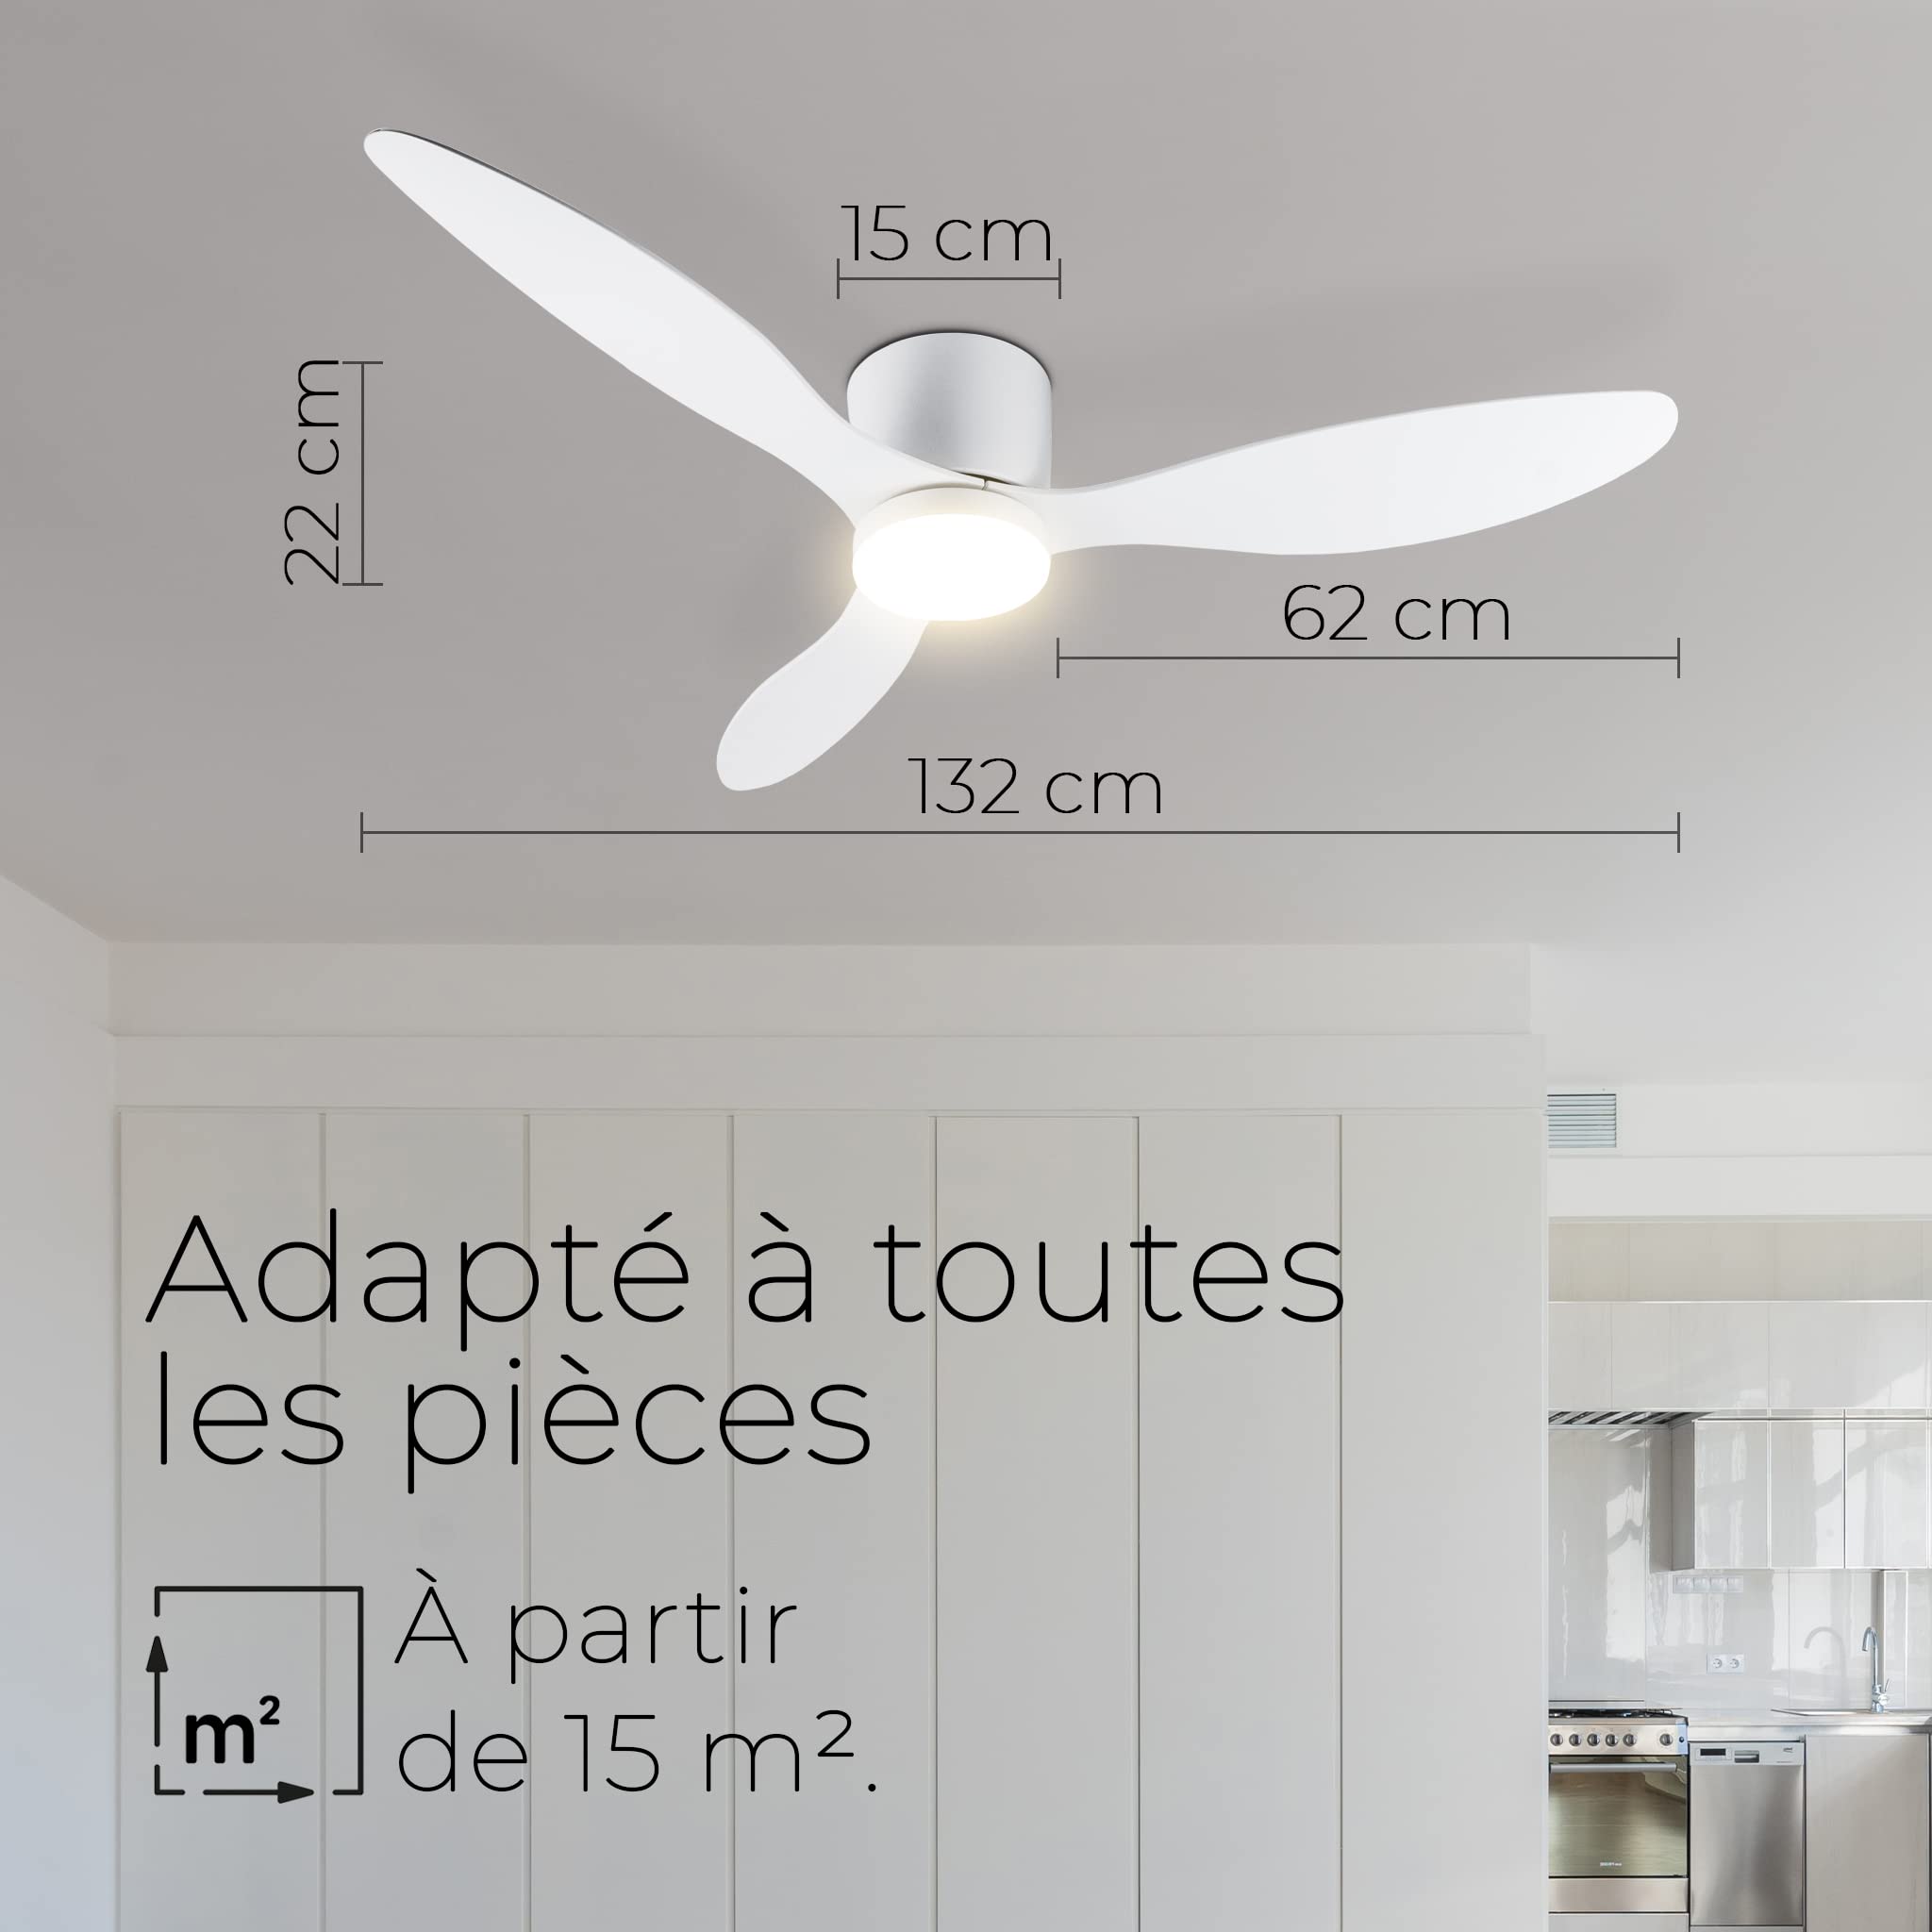 15 cm
22 cm
62 cm
132 cm
Adapté à toutes
les pièces
À partir
de 15 m².
m²